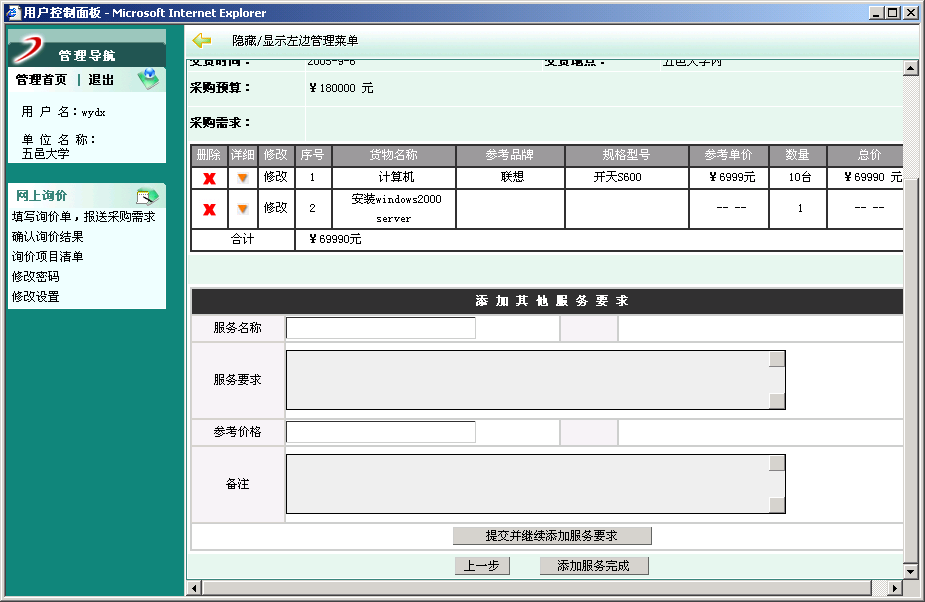 用户控制面板 - Microsoft Internet Explorer
管理导航
管理首页 | 退出
用 户 名：wydx
单 位 名 称：
五邑大学
网上询价
填写询价单，报送采购需求
确认询价结果
询价项目清单
修改密码
修改设置
隐藏/显示左边管理菜单
交货时间： 2005-9-6 交货地点： 五邑大学内
采购预算： ￥180000 元
采购需求：
删除 详细 修改 序号 货物名称 参考品牌 规格型号 参考单价 数量 总价
修改 1 计算机 联想 开天S600 ￥6999元 10台 ￥69990 元
修改 2 安装windows2000 -- -- 1 -- --
server
合计 ￥69990元
添 加 其 他 服 务 要 求
服务名称
服务要求
参考价格
备注
提交并继续添加服务要求
上一步 添加服务完成